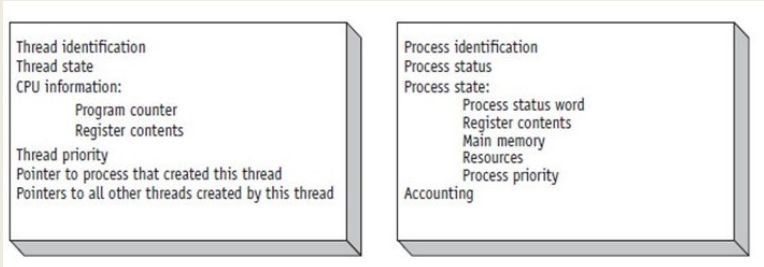 Thread identification
Thread state
CPU information:
Program counter
Register contents
Thread priority
Pointer to process that created this thread
Pointers to all other threads created by this thread
Process identification
Process status
Process state:
Process status word
Register contents
Main memory
Resources
Process priority
Accounting